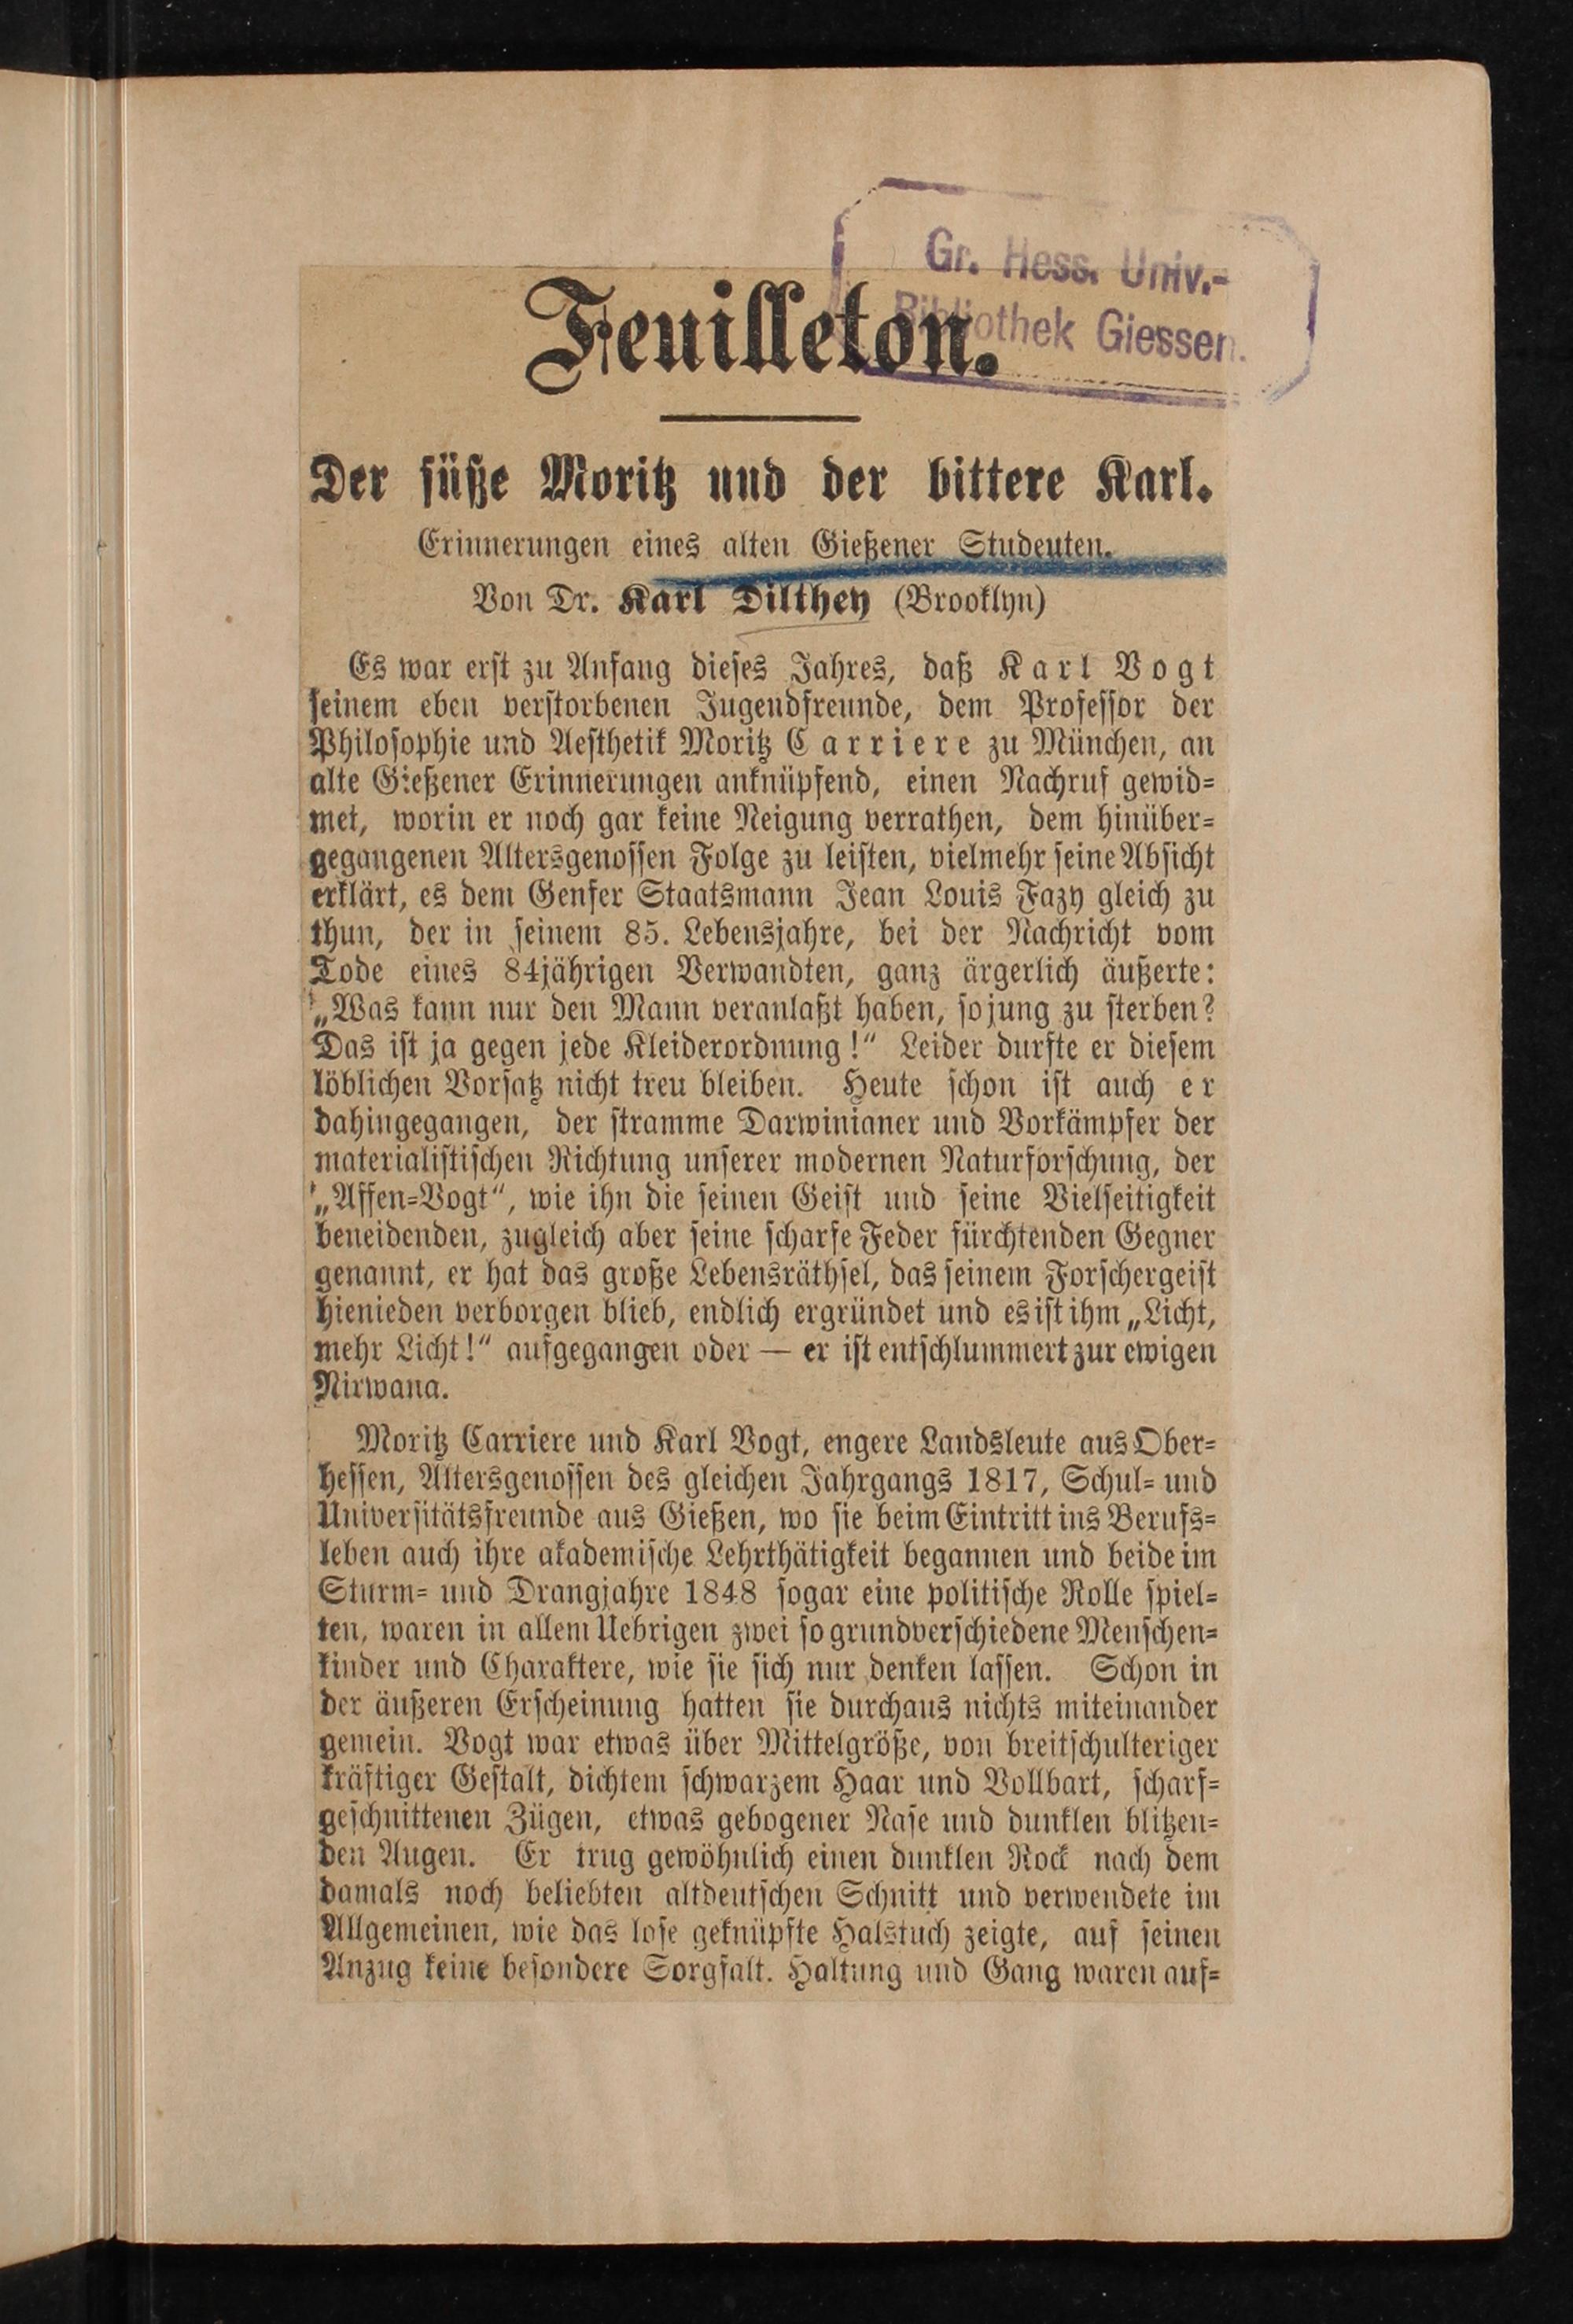 Gr. Hess. Univ.-
Bibliothek Giessen.
Feuilleton.
Der süße Moritz und der bittere Karl.
Erinnerungen eines alten Gießener Studenten.
Von Dr. Karl Dilthey (Brooklyn)
Es war erst zu Anfang dieses Jahres, daß Karl Vogt
seinem eben verstorbenen Jugendfreunde, dem Professor der
Philosophie und Aesthetik Moritz Carriere zu München, an
alte Gießener Erinnerungen anknüpfend, einen Nachruf gewid-
met, worin er noch gar keine Neigung verrathen, dem hinüber-
gegangenen Altersgenossen Folge zu leisten, vielmehr seine Absicht
erklärt, es dem Genfer Staatsmann Jean Louis Fazy gleich zu
thun, der in seinem 85. Lebensjahre, bei der Nachricht vom
Tode eines 84jährigen Verwandten, ganz ärgerlich äußerte:
„Was kann nur den Mann veranlaßt haben, so jung zu sterben?
Das ist ja gegen jede Kleiderordnung!“ Leider durfte er diesem
löblichen Vorsatz nicht treu bleiben. Heute schon ist auch er
dahingegangen, der stramme Darwinianer und Vorkämpfer der
materialistischen Richtung unserer modernen Naturforschung, der
„Affen-Vogt“, wie ihn die seinen Geist und seine Vielseitigkeit
beneidenden, zugleich aber seine scharfe Feder fürchtenden Gegner
genannt, er hat das große Lebensräthsel, das seinem Forschergeist
hienieden verborgen blieb, endlich ergründet und es ist ihm „Licht,
mehr Licht!“ aufgegangen oder — er ist entschlummert zur ewigen
Nirwana.
Moritz Carriere und Karl Vogt, engere Landsleute aus Ober-
hessen, Altersgenossen des gleichen Jahrgangs 1817, Schul- und
Universitätsfreunde aus Gießen, wo sie beim Eintritt ins Berufs-
leben auch ihre akademische Lehrthätigkeit begannen und beide im
Sturm- und Drangjahre 1848 sogar eine politische Rolle spiel-
ten, waren in allem Uebrigen zwei so grundverschiedene Menschen-
kinder und Charaktere, wie sie sich nur denken lassen. Schon in
der äußeren Erscheinung hatten sie durchaus nichts miteinander
gemein. Vogt war etwas über Mittelgröße, von breitschulteriger
kräftiger Gestalt, dichtem schwarzem Haar und Vollbart, scharf-
geschnittenen Zügen, etwas gebogener Nase und dunklen blitzen-
den Augen. Er trug gewöhnlich einen dunklen Rock nach dem
damals noch beliebten altdeutschen Schnitt und verwendete im
Allgemeinen, wie das lose geknüpfte Halstuch zeigte, auf seinen
Anzug keine besondere Sorgfalt. Haltung und Gang waren auf-